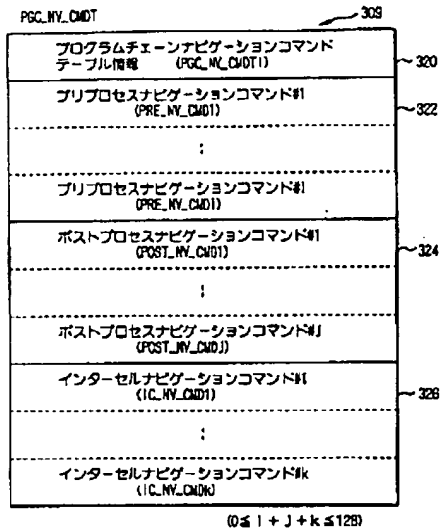 PGC_NV_CMDT
309
プログラムチェーンナビゲーションコマンド
テーブル情報 (PGC_NV_CMDTI)
320
プリプロセスナビゲーションコマンド#1
(PRE_NV_CMD1)
322
:
プリプロセスナビゲーションコマンド#i
(PRE_NV_CMDi)
ポストプロセスナビゲーションコマンド#1
(POST_NV_CMD1)
324
:
ポストプロセスナビゲーションコマンド#j
(POST_NV_CMDj)
インターセルナビゲーションコマンド#1
(IC_NV_CMD1)
326
:
インターセルナビゲーションコマンド#k
(IC_NV_CMDk)
(0≦ i + j + k ≦128)